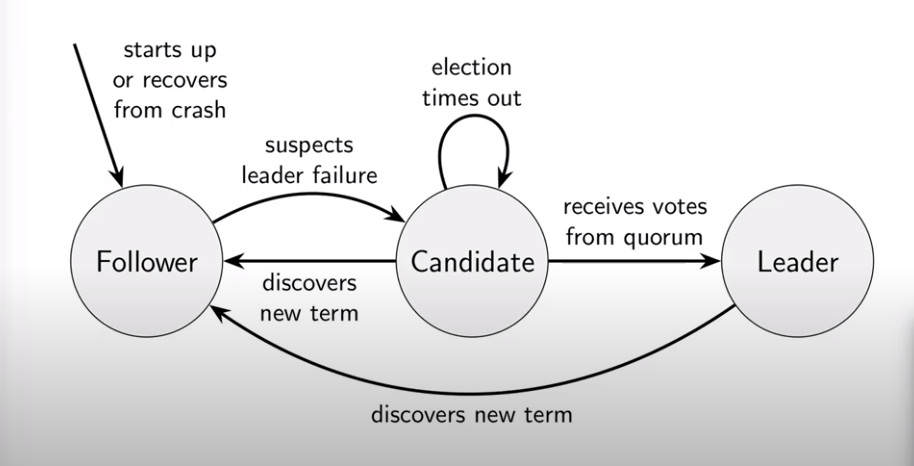 starts up
or recovers
from crash
election
times out
suspects
leader failure
receives votes
from quorum
Follower
Candidate
Leader
discovers
new term
discovers new term